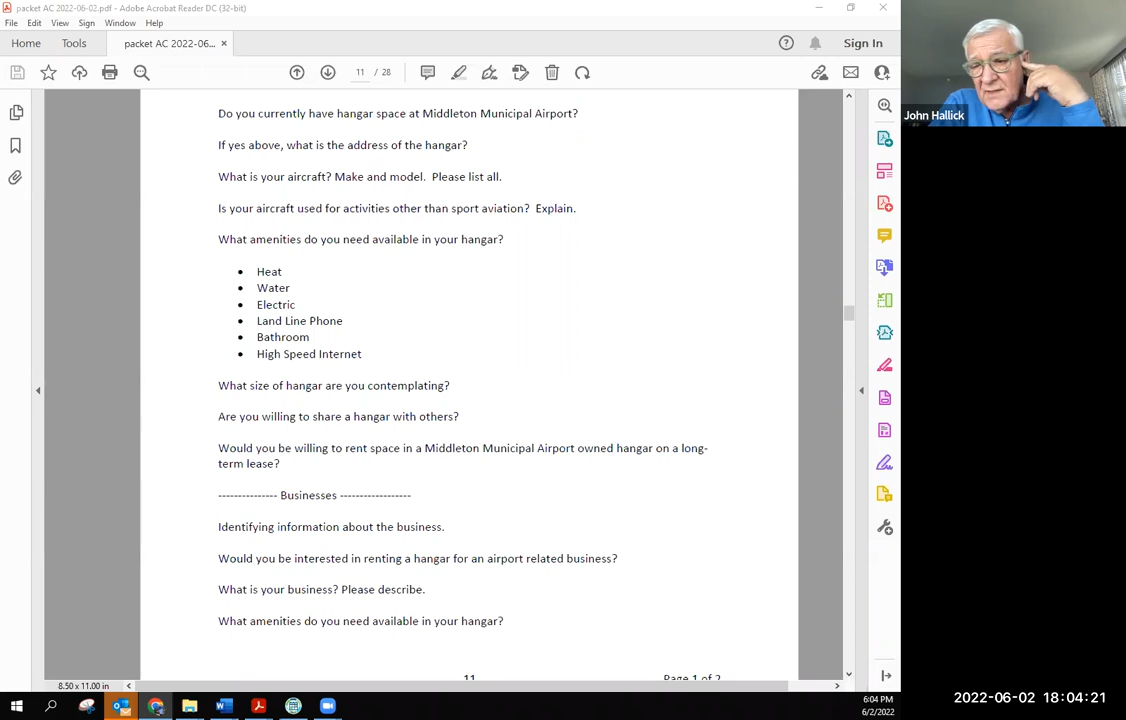 packet AC 2022-06-02.pdf - Adobe Acrobat Reader DC (32-bit)
File Edit View Sign Window Help
Home Tools packet AC 2022-06... × Sign In
11 / 28
Do you currently have hangar space at Middleton Municipal Airport?
If yes above, what is the address of the hangar?
What is your aircraft? Make and model. Please list all.
Is your aircraft used for activities other than sport aviation? Explain.
What amenities do you need available in your hangar?
• Heat
• Water
• Electric
• Land Line Phone
• Bathroom
• High Speed Internet
What size of hangar are you contemplating?
Are you willing to share a hangar with others?
Would you be willing to rent space in a Middleton Municipal Airport owned hangar on a long-
term lease?
--------------- Businesses -----------------
Identifying information about the business.
Would you be interested in renting a hangar for an airport related business?
What is your business? Please describe.
What amenities do you need available in your hangar?
11 Page 1 of 2
8.50 x 11.00 in
John Hallick
6:04 PM
6/2/2022
2022-06-02 18:04:21